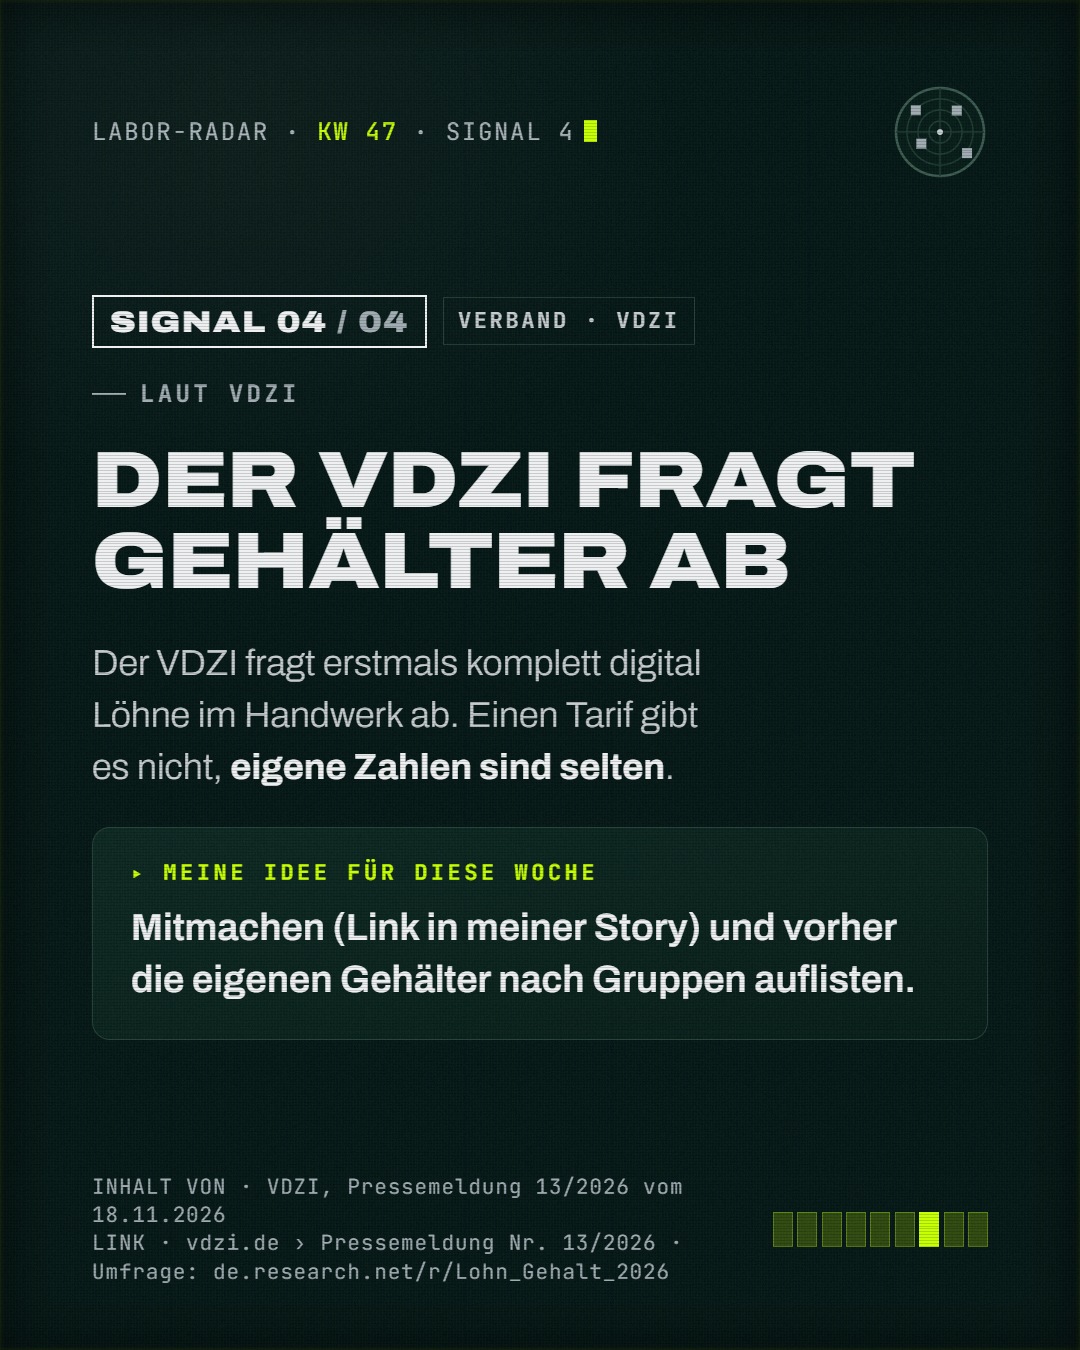 LABOR-RADAR · KW 47 · SIGNAL 4
SIGNAL 04 / 04
VERBAND · VDZI
LAUT VDZI
DER VDZI FRAGT
GEHÄLTER AB
Der VDZI fragt erstmals komplett digital
Löhne im Handwerk ab. Einen Tarif gibt
es nicht, eigene Zahlen sind selten.
▸ MEINE IDEE FÜR DIESE WOCHE
Mitmachen (Link in meiner Story) und vorher
die eigenen Gehälter nach Gruppen auflisten.
INHALT VON · VDZI, Pressemeldung 13/2026 vom
18.11.2026
LINK · vdzi.de › Pressemeldung Nr. 13/2026 ·
Umfrage: de.research.net/r/Lohn_Gehalt_2026